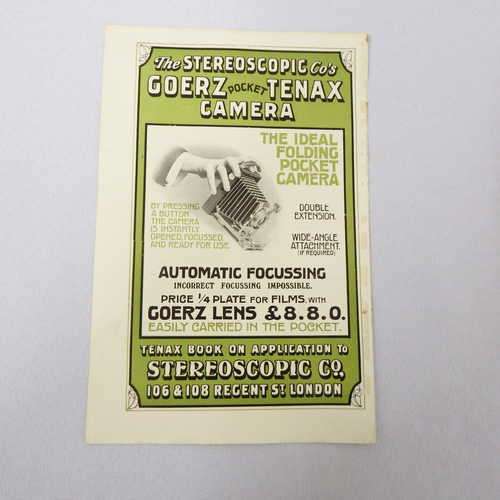 The STEREOSCOPIC Co's
GOERZ POCKET TENAX
CAMERA
THE IDEAL
FOLDING
POCKET
CAMERA
BY PRESSING
A BUTTON
THE CAMERA
IS INSTANTLY
OPENED, FOCUSSED,
AND READY FOR USE.
DOUBLE
EXTENSION.
WIDE-ANGLE
ATTACHMENT.
(IF REQUIRED)
AUTOMATIC FOCUSSING
INCORRECT FOCUSSING IMPOSSIBLE.
PRICE 1/4 PLATE FOR FILMS, WITH
GOERZ LENS £8.8.0.
EASILY CARRIED IN THE POCKET.
TENAX BOOK ON APPLICATION TO
STEREOSCOPIC CO.,
106 & 108 REGENT ST. LONDON